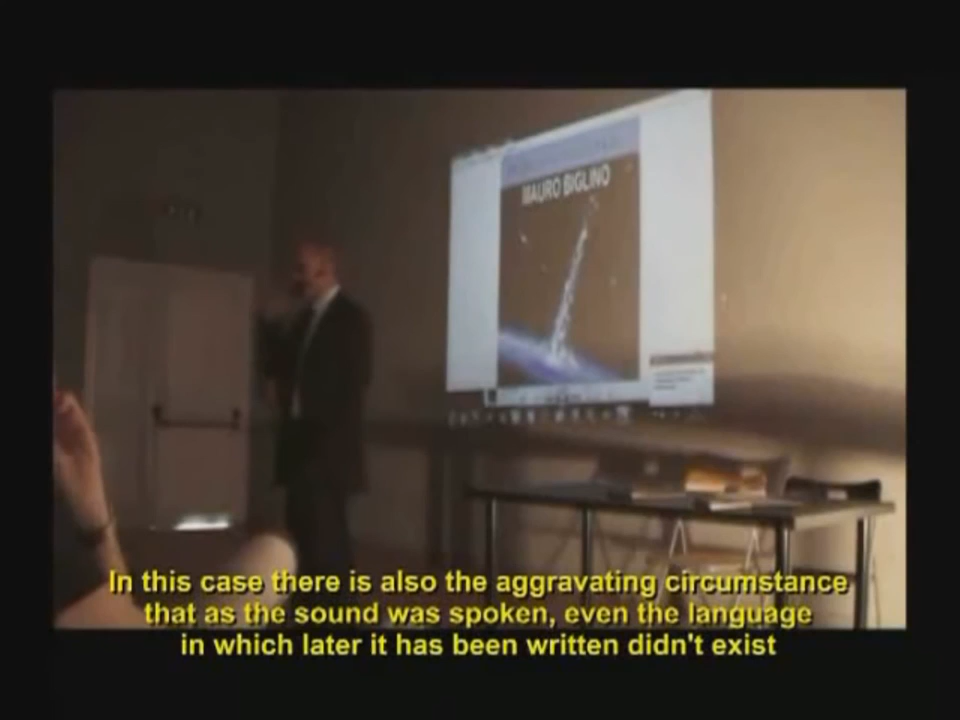 MAURO BIGLINO
In this case there is also the aggravating circumstance
that as the sound was spoken, even the language
in which later it has been written didn't exist